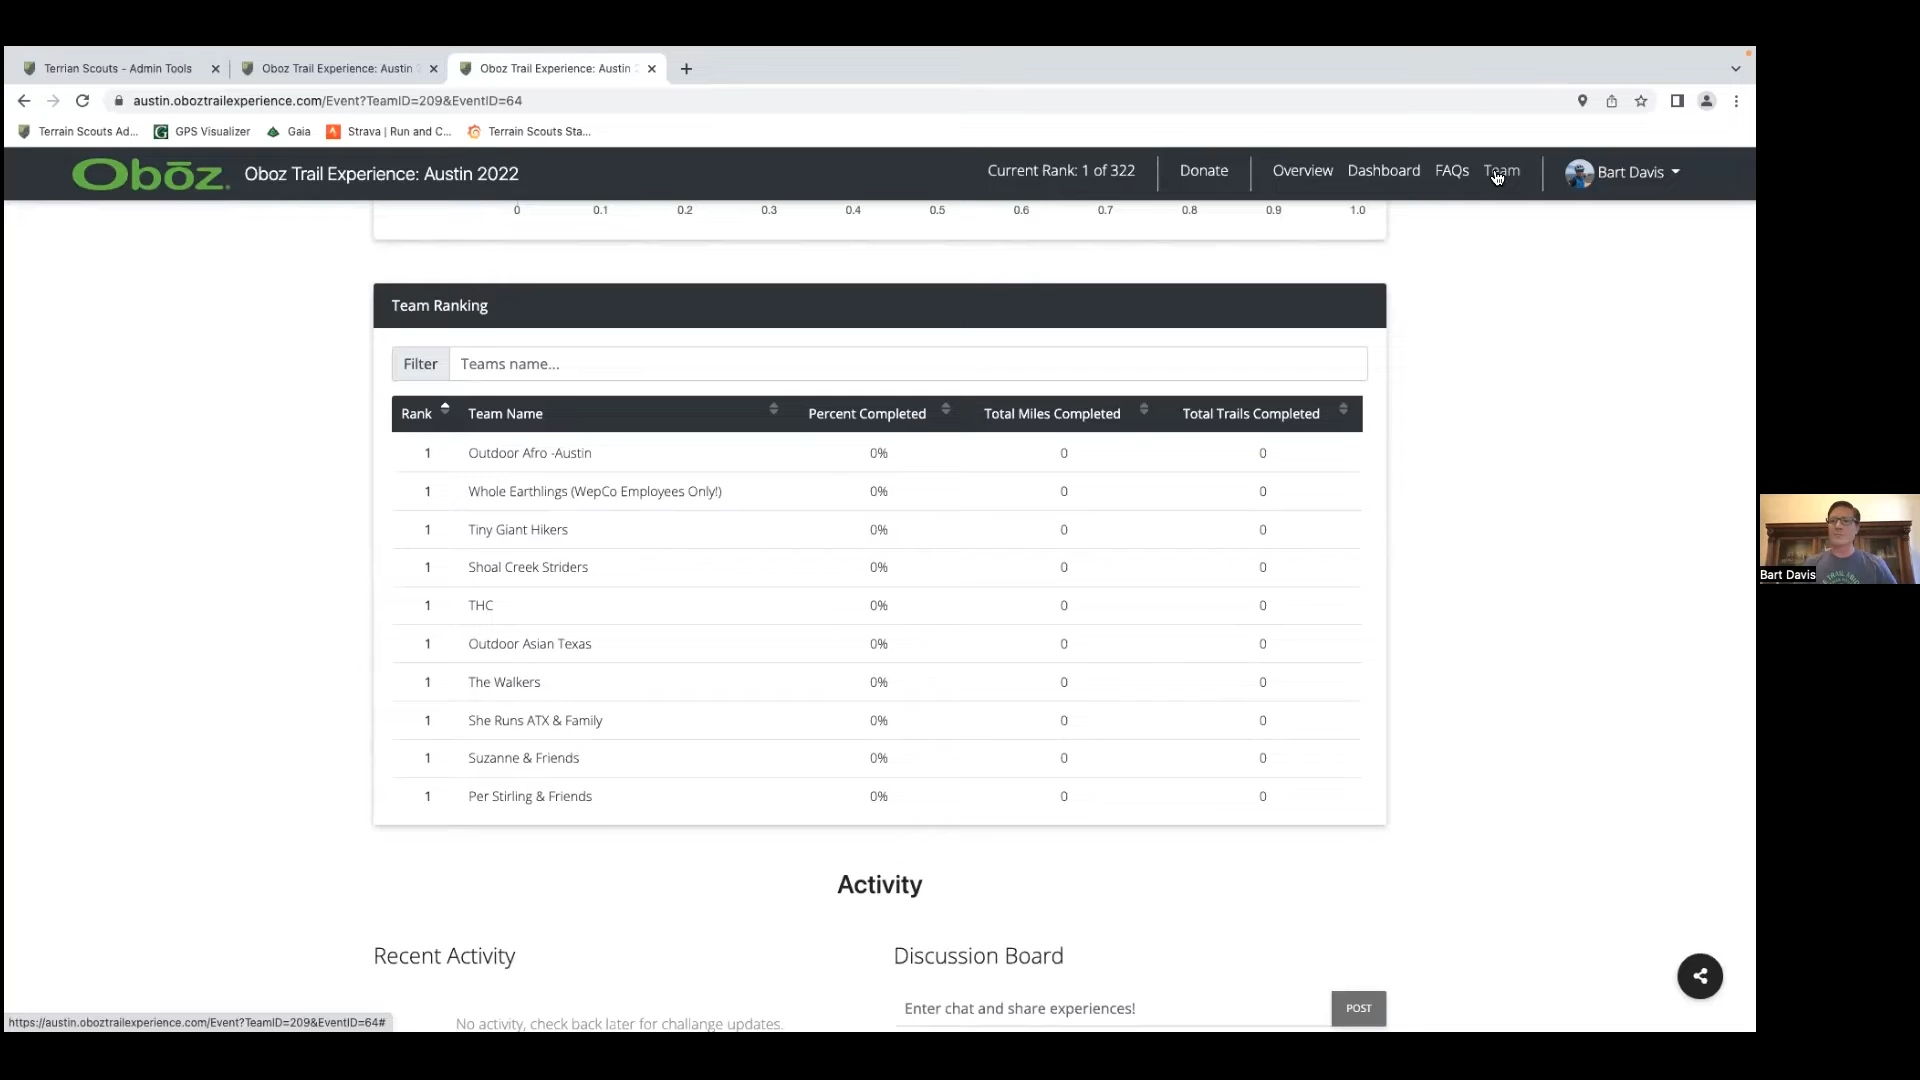 Terrian Scouts - Admin Tools
Oboz Trail Experience: Austin
Oboz Trail Experience: Austin
austin.oboztrailexperience.com/Event?TeamID=209&EventID=64
Terrain Scouts Ad...
GPS Visualizer
Gaia
Strava | Run and C...
Terrain Scouts Sta...
Obōz.
Oboz Trail Experience: Austin 2022
Current Rank: 1 of 322
Donate
Overview
Dashboard
FAQs
Team
Bart Davis
0 0.1 0.2 0.3 0.4 0.5 0.6 0.7 0.8 0.9 1.0
Team Ranking
Filter Teams name...
Rank Team Name Percent Completed Total Miles Completed Total Trails Completed
1 Outdoor Afro -Austin 0% 0 0
1 Whole Earthlings (WepCo Employees Only!) 0% 0 0
1 Tiny Giant Hikers 0% 0 0
1 Shoal Creek Striders 0% 0 0
1 THC 0% 0 0
1 Outdoor Asian Texas 0% 0 0
1 The Walkers 0% 0 0
1 She Runs ATX & Family 0% 0 0
1 Suzanne & Friends 0% 0 0
1 Per Stirling & Friends 0% 0 0
Activity
Recent Activity
No activity, check back later for challange updates.
Discussion Board
Enter chat and share experiences!
POST
https://austin.oboztrailexperience.com/Event?TeamID=209&EventID=64#
Bart Davis